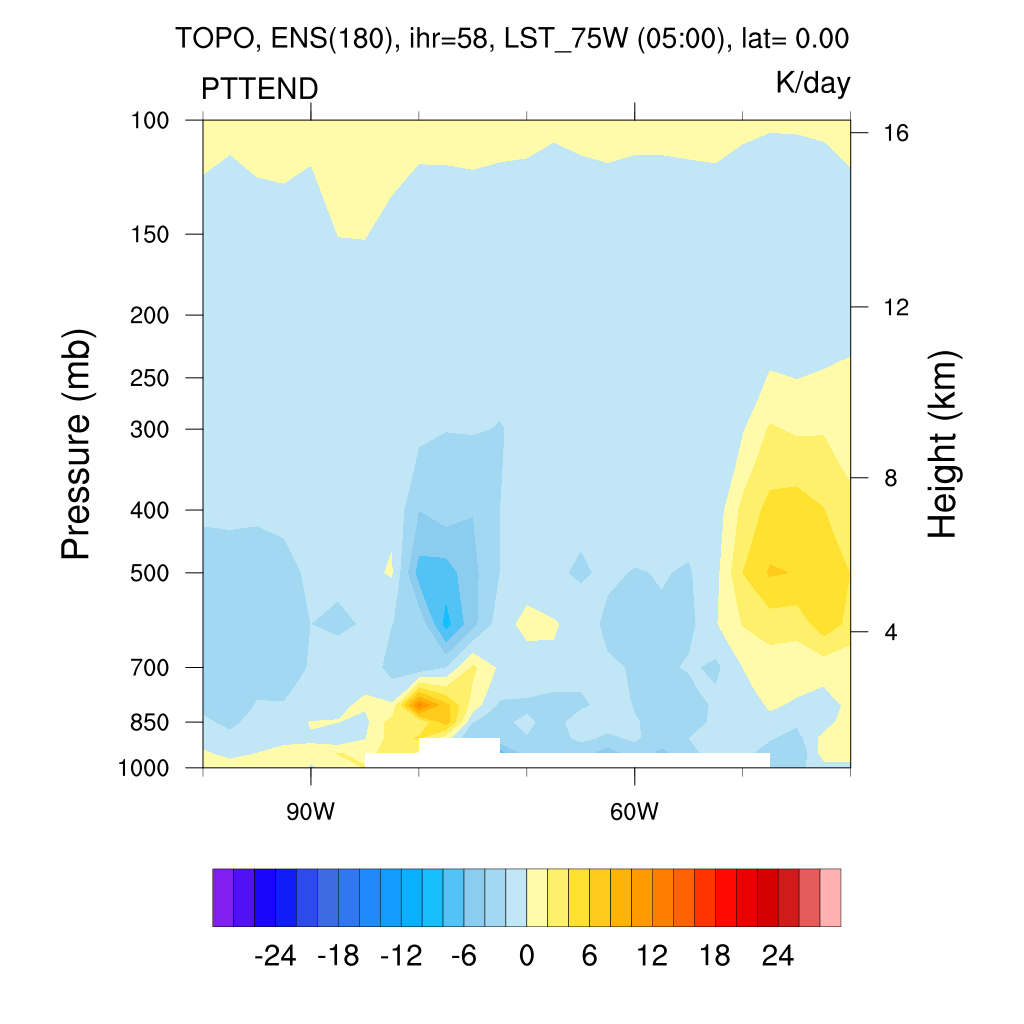 TOPO, ENS(180), ihr=58, LST_75W (05:00), lat= 0.00
PTTEND
K/day
100
150
200
250
300
400
500
700
850
1000
Pressure (mb)
16
12
8
4
Height (km)
90W
60W
-24 -18 -12 -6 0 6 12 18 24